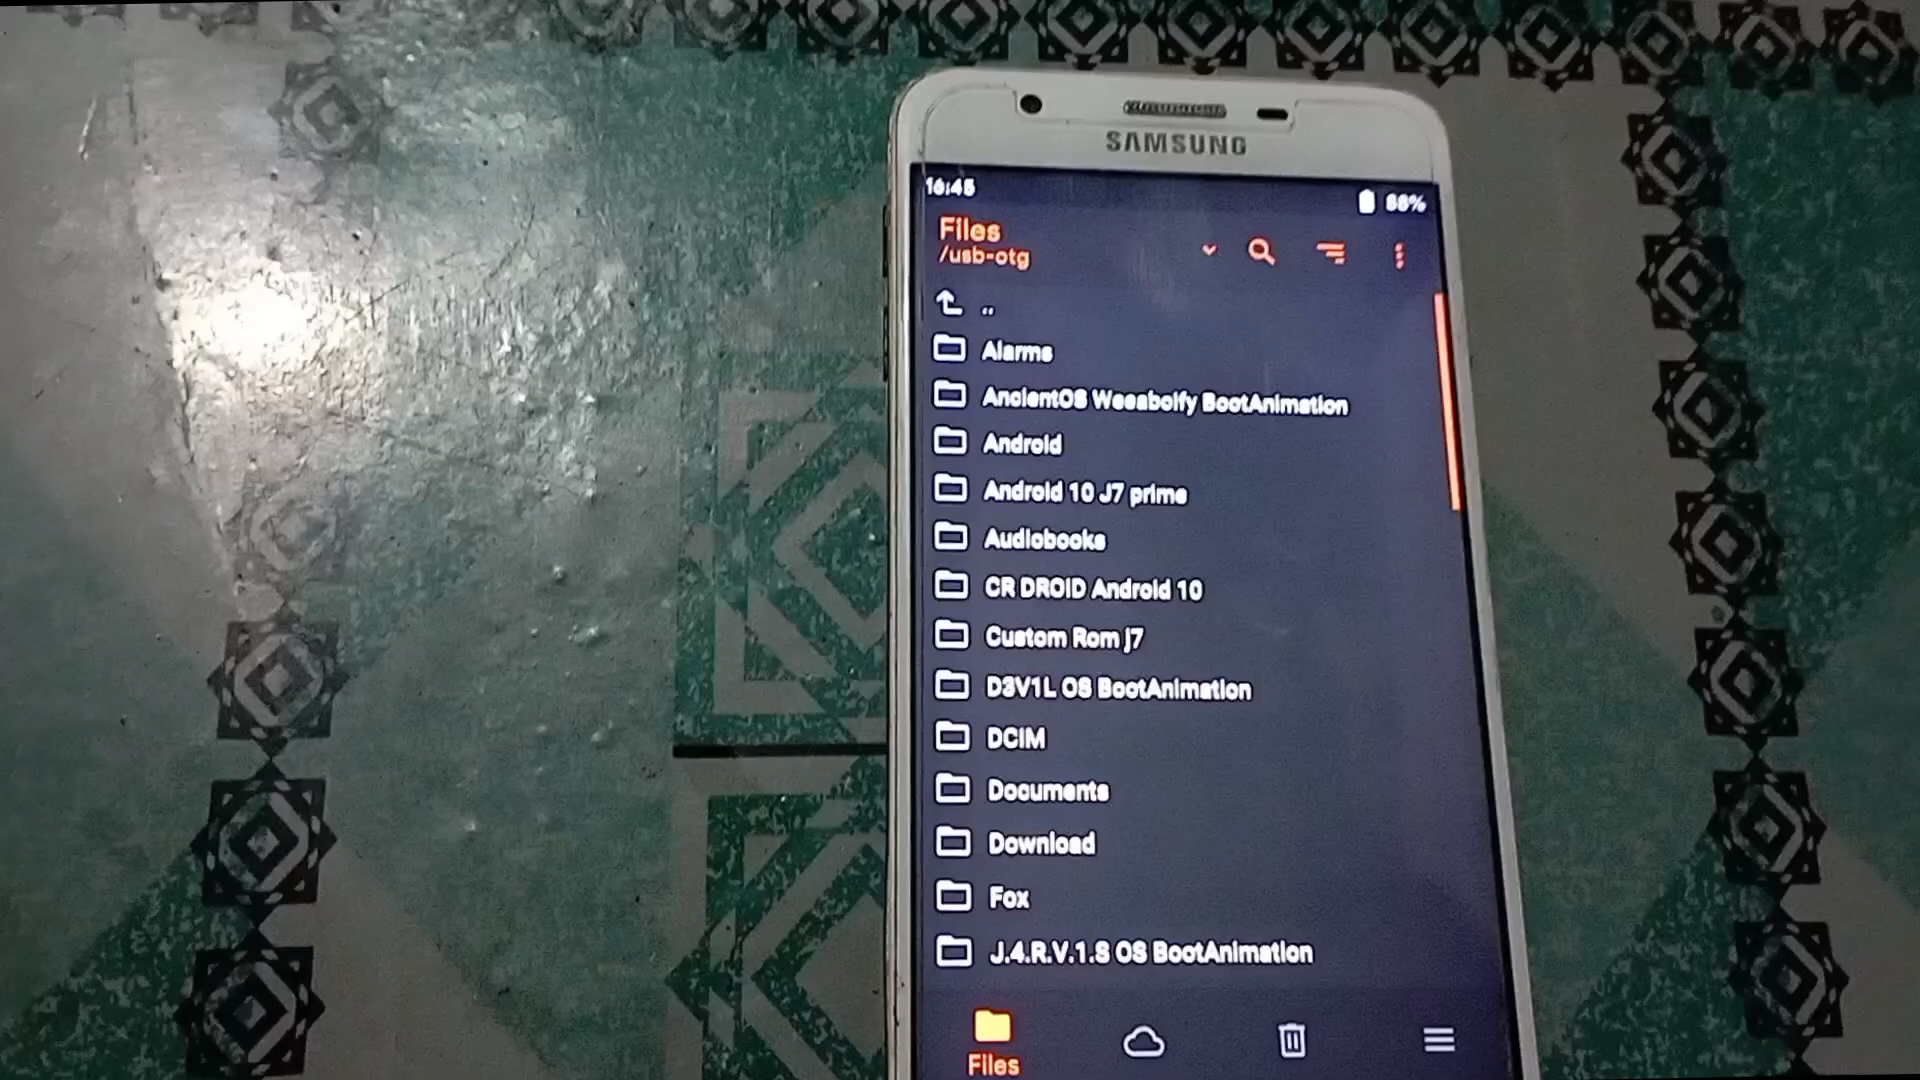 SAMSUNG
16:45
Files
/usb-otg
..
Alarms
AncientOS Weeabolfy BootAnimation
Android
Android 10 J7 prime
Audiobooks
CR DROID Android 10
Custom Rom j7
D3V1L OS BootAnimation
DCIM
Documents
Download
Fox
J.4.R.V.1.S OS BootAnimation
Files